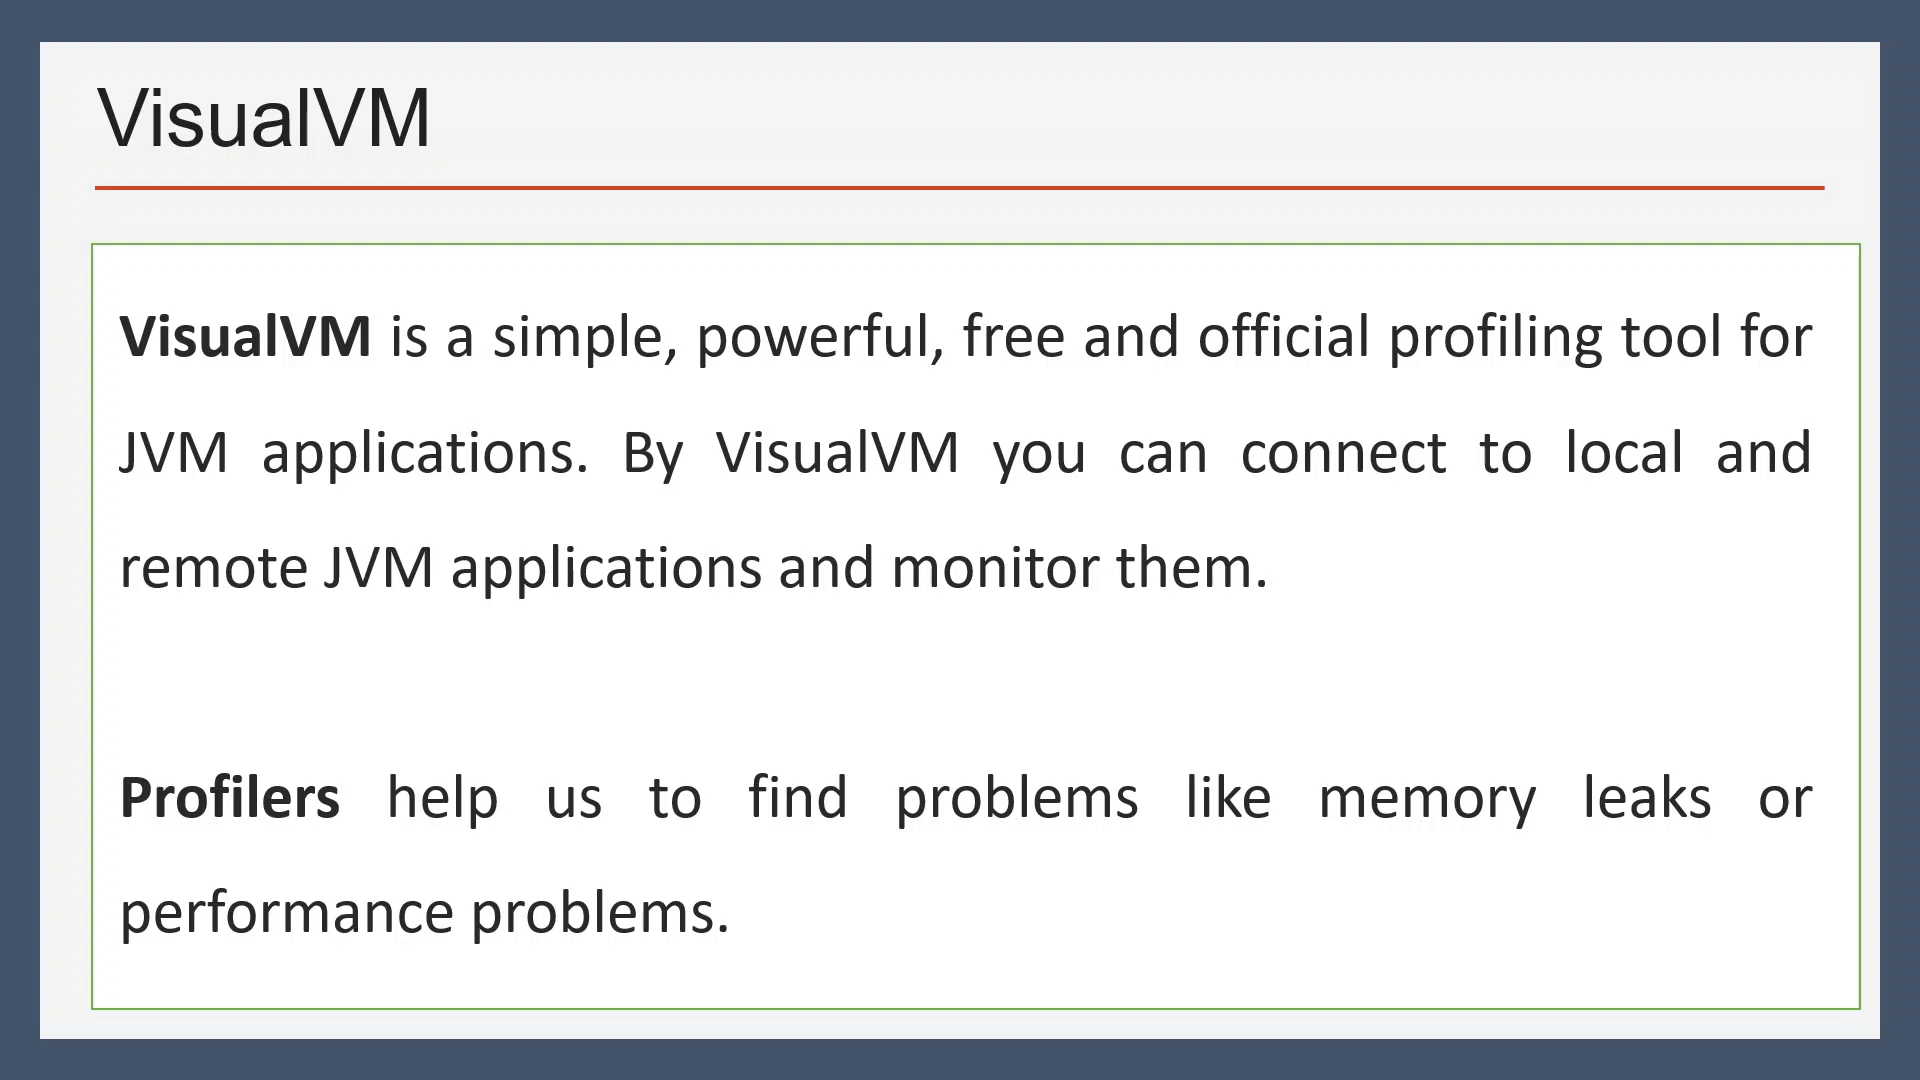 VisualVM
VisualVM is a simple, powerful, free and official profiling tool for
JVM applications. By VisualVM you can connect to local and
remote JVM applications and monitor them.
Profilers help us to find problems like memory leaks or
performance problems.